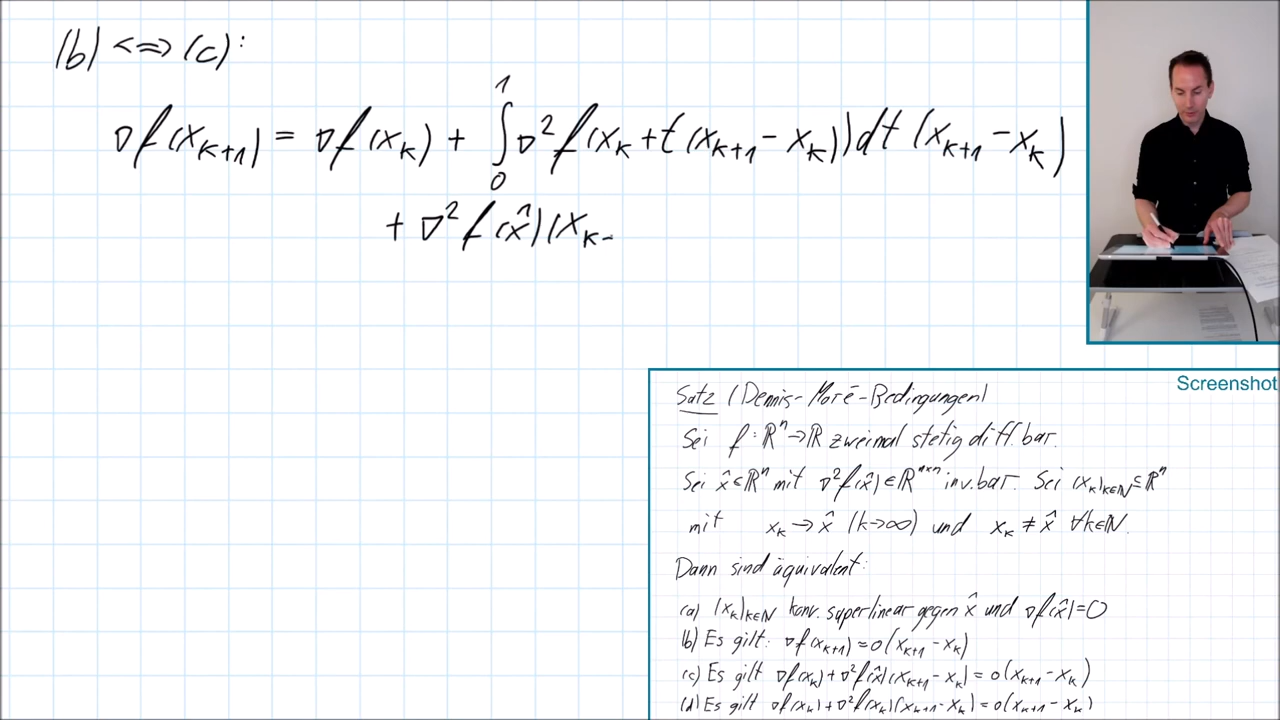 (b) <=> (c):
∇f(x_{k+1}) = ∇f(x_k) + ∫_0^1 ∇²f(x_k + t(x_{k+1} - x_k))dt (x_{k+1} - x_k)
+ ∇²f(x̂)(x_{k-
Screenshot
Satz (Dennis-Moré-Bedingungen)
Sei f: ℝ^n → ℝ zweimal stetig diff.bar.
Sei x̂ ∈ ℝ^n mit ∇²f(x̂) ∈ ℝ^{n×n} inv.bar. Sei (x_k)_{k∈ℕ} ⊆ ℝ^n
mit x_k → x̂ (k→∞) und x_k ≠ x̂ ∀k∈ℕ.
Dann sind äquivalent:
(a) (x_k)_{k∈ℕ} konv. superlinear gegen x̂ und ∇f(x̂)=0
(b) Es gilt: ∇f(x_{k+1}) = o(x_{k+1} - x_k)
(c) Es gilt ∇f(x_k) + ∇²f(x̂)(x_{k+1} - x_k) = o(x_{k+1} - x_k)
(d) Es gilt ∇f(x_k) + ∇²f(x_k)(x_{k+1} - x_k) = o(x_{k+1} - x_k)